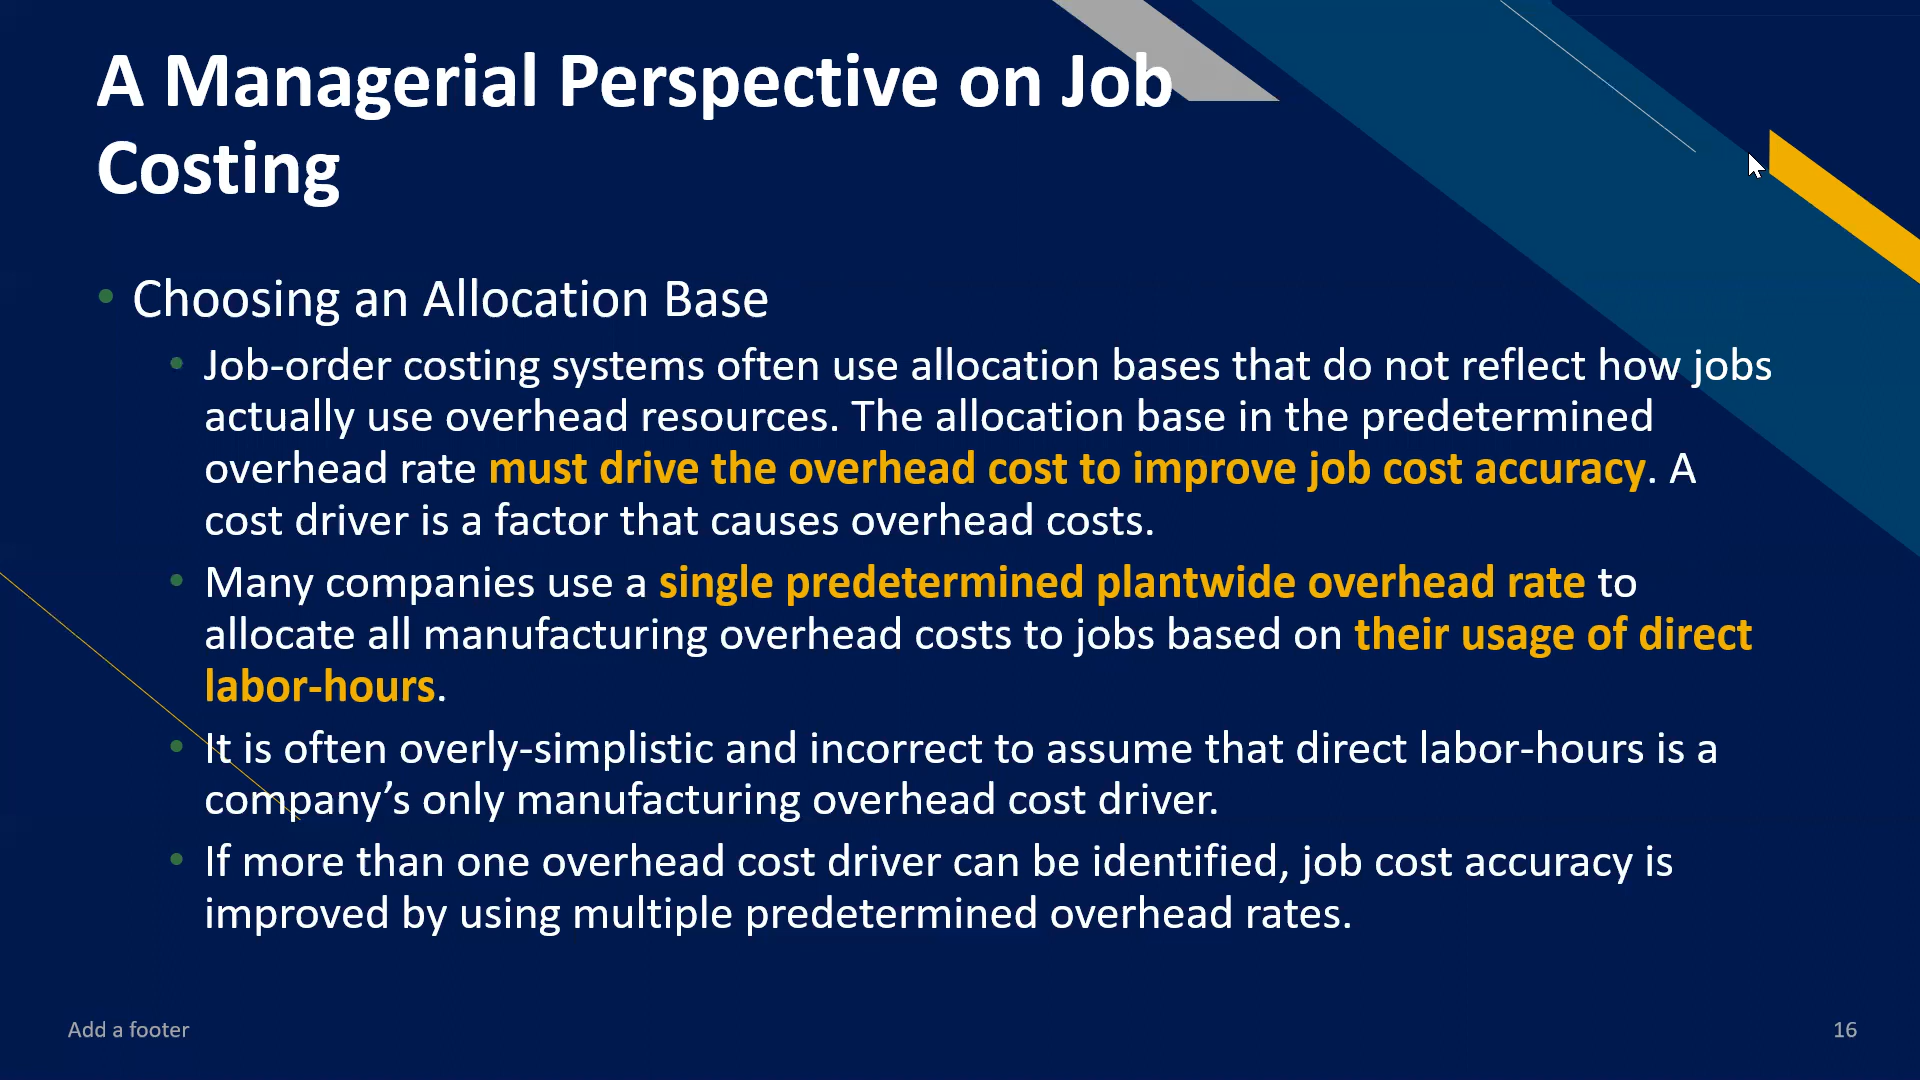 A Managerial Perspective on Job
Costing
• Choosing an Allocation Base
• Job-order costing systems often use allocation bases that do not reflect how jobs
actually use overhead resources. The allocation base in the predetermined
overhead rate must drive the overhead cost to improve job cost accuracy. A
cost driver is a factor that causes overhead costs.
• Many companies use a single predetermined plantwide overhead rate to
allocate all manufacturing overhead costs to jobs based on their usage of direct
labor-hours.
• It is often overly-simplistic and incorrect to assume that direct labor-hours is a
company’s only manufacturing overhead cost driver.
• If more than one overhead cost driver can be identified, job cost accuracy is
improved by using multiple predetermined overhead rates.
Add a footer
16